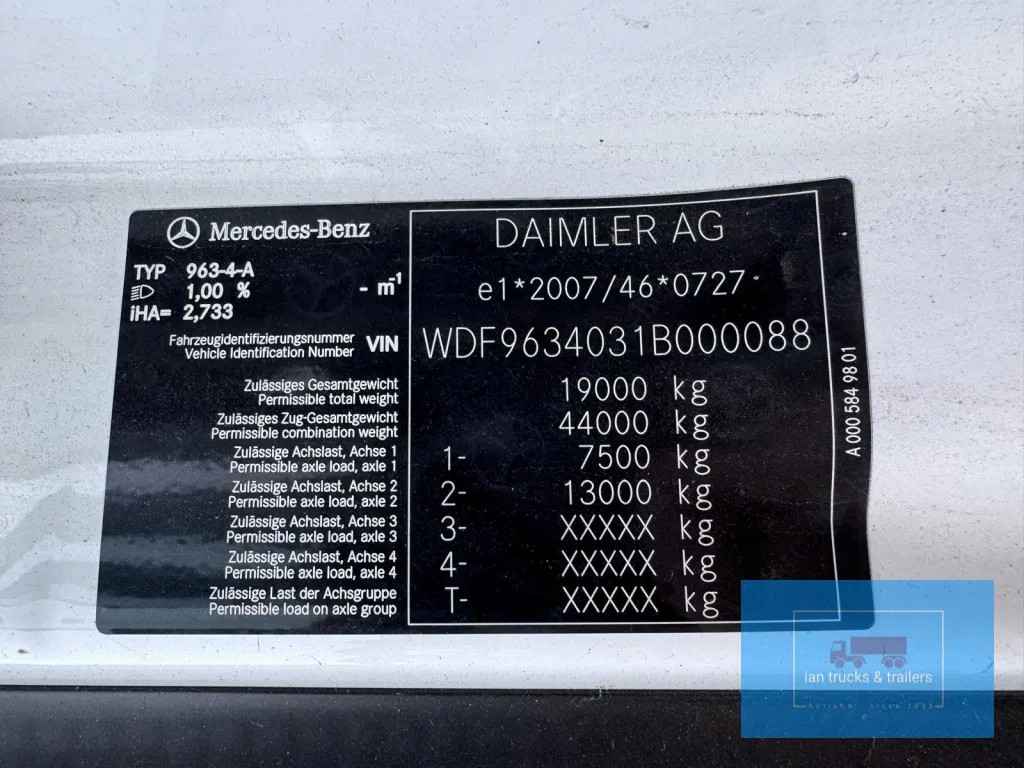 Mercedes-Benz
TYP 963-4-A
1,00 % - m-1
iHA= 2,733
DAIMLER AG
e1*2007/46*0727-
Fahrzeugidentifizierungsnummer
Vehicle Identification Number VIN WDF9634031B000088
Zulässiges Gesamtgewicht
Permissible total weight 19000 kg
Zulässiges Zug-Gesamtgewicht
Permissible combination weight 44000 kg
Zulässige Achslast, Achse 1
Permissible axle load, axle 1 1- 7500 kg
Zulässige Achslast, Achse 2
Permissible axle load, axle 2 2- 13000 kg
Zulässige Achslast, Achse 3
Permissible axle load, axle 3 3- XXXXX kg
Zulässige Achslast, Achse 4
Permissible axle load, axle 4 4- XXXXX kg
Zulässige Last der Achsgruppe
Permissible load on axle group T- XXXXX kg
A 000 584 98 01
ian trucks & trailers